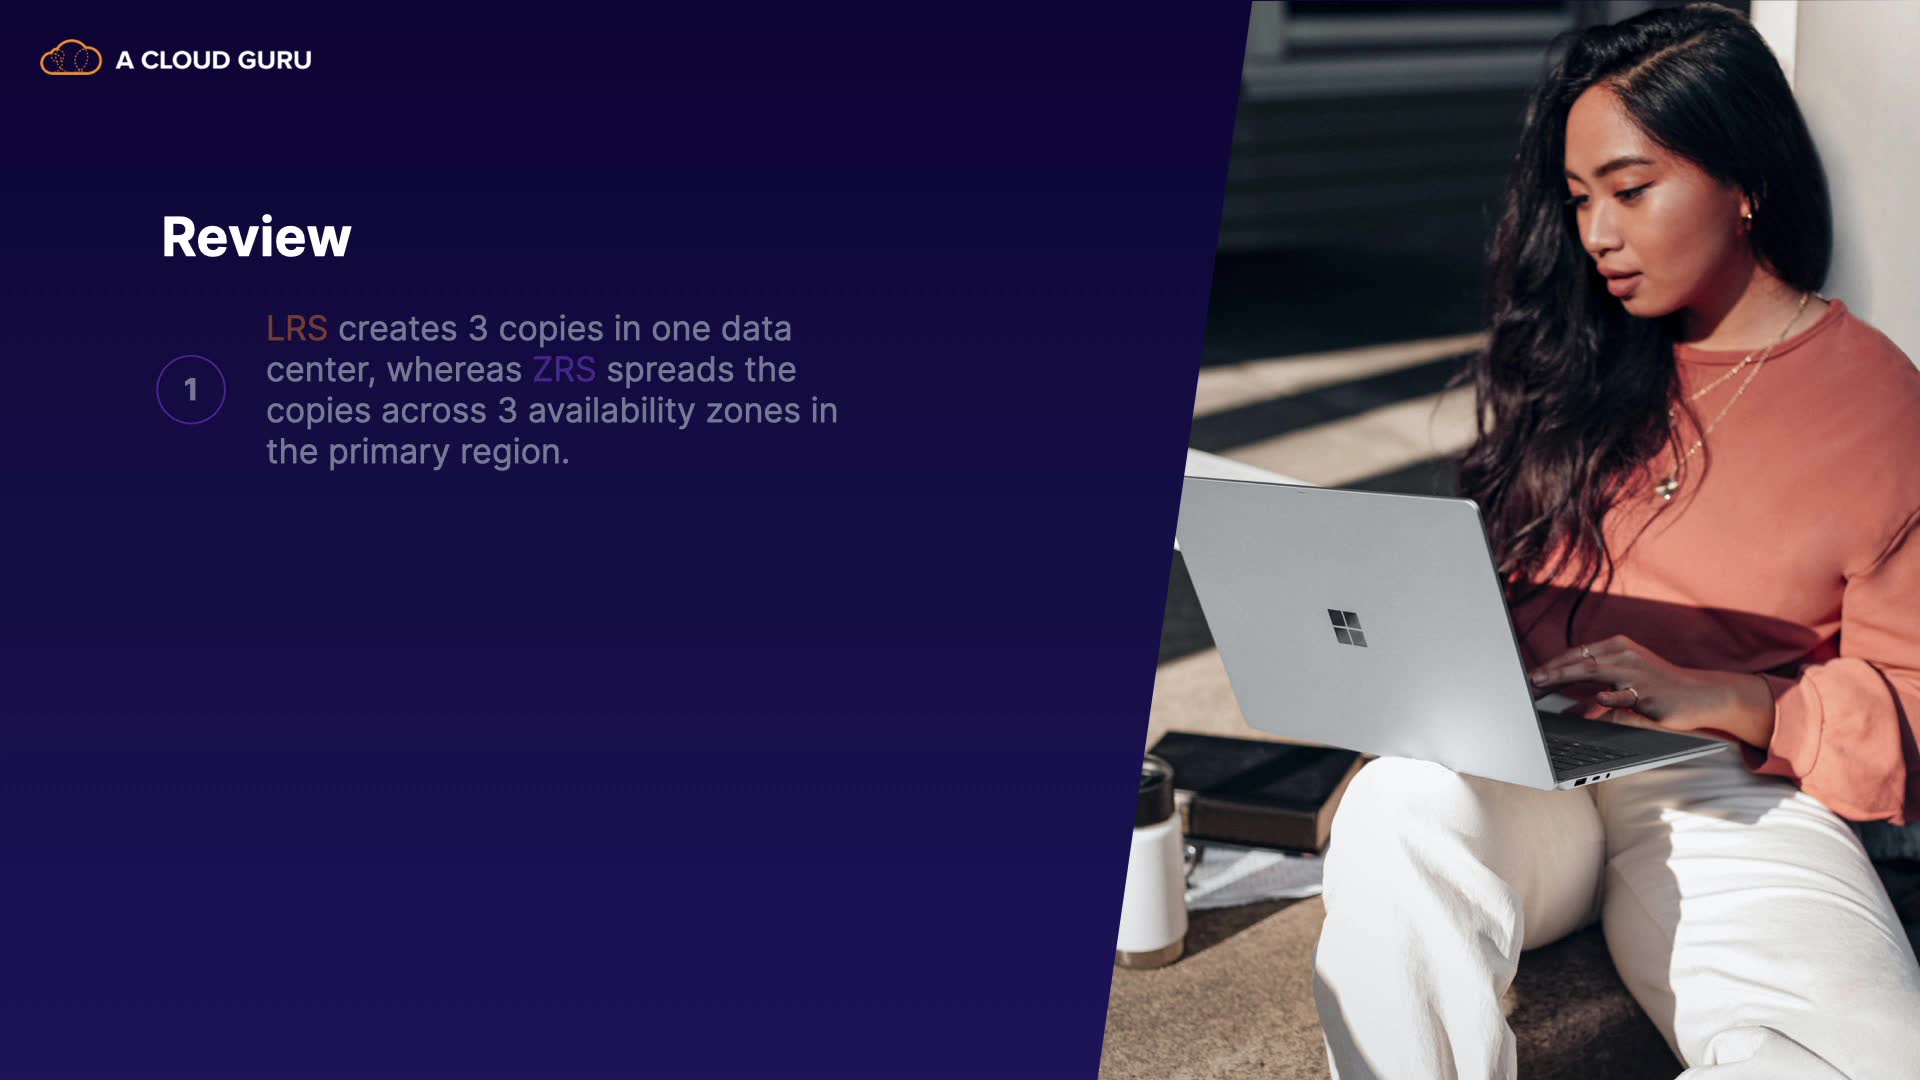 A CLOUD GURU
Review
1
LRS creates 3 copies in one data
center, whereas ZRS spreads the
copies across 3 availability zones in
the primary region.